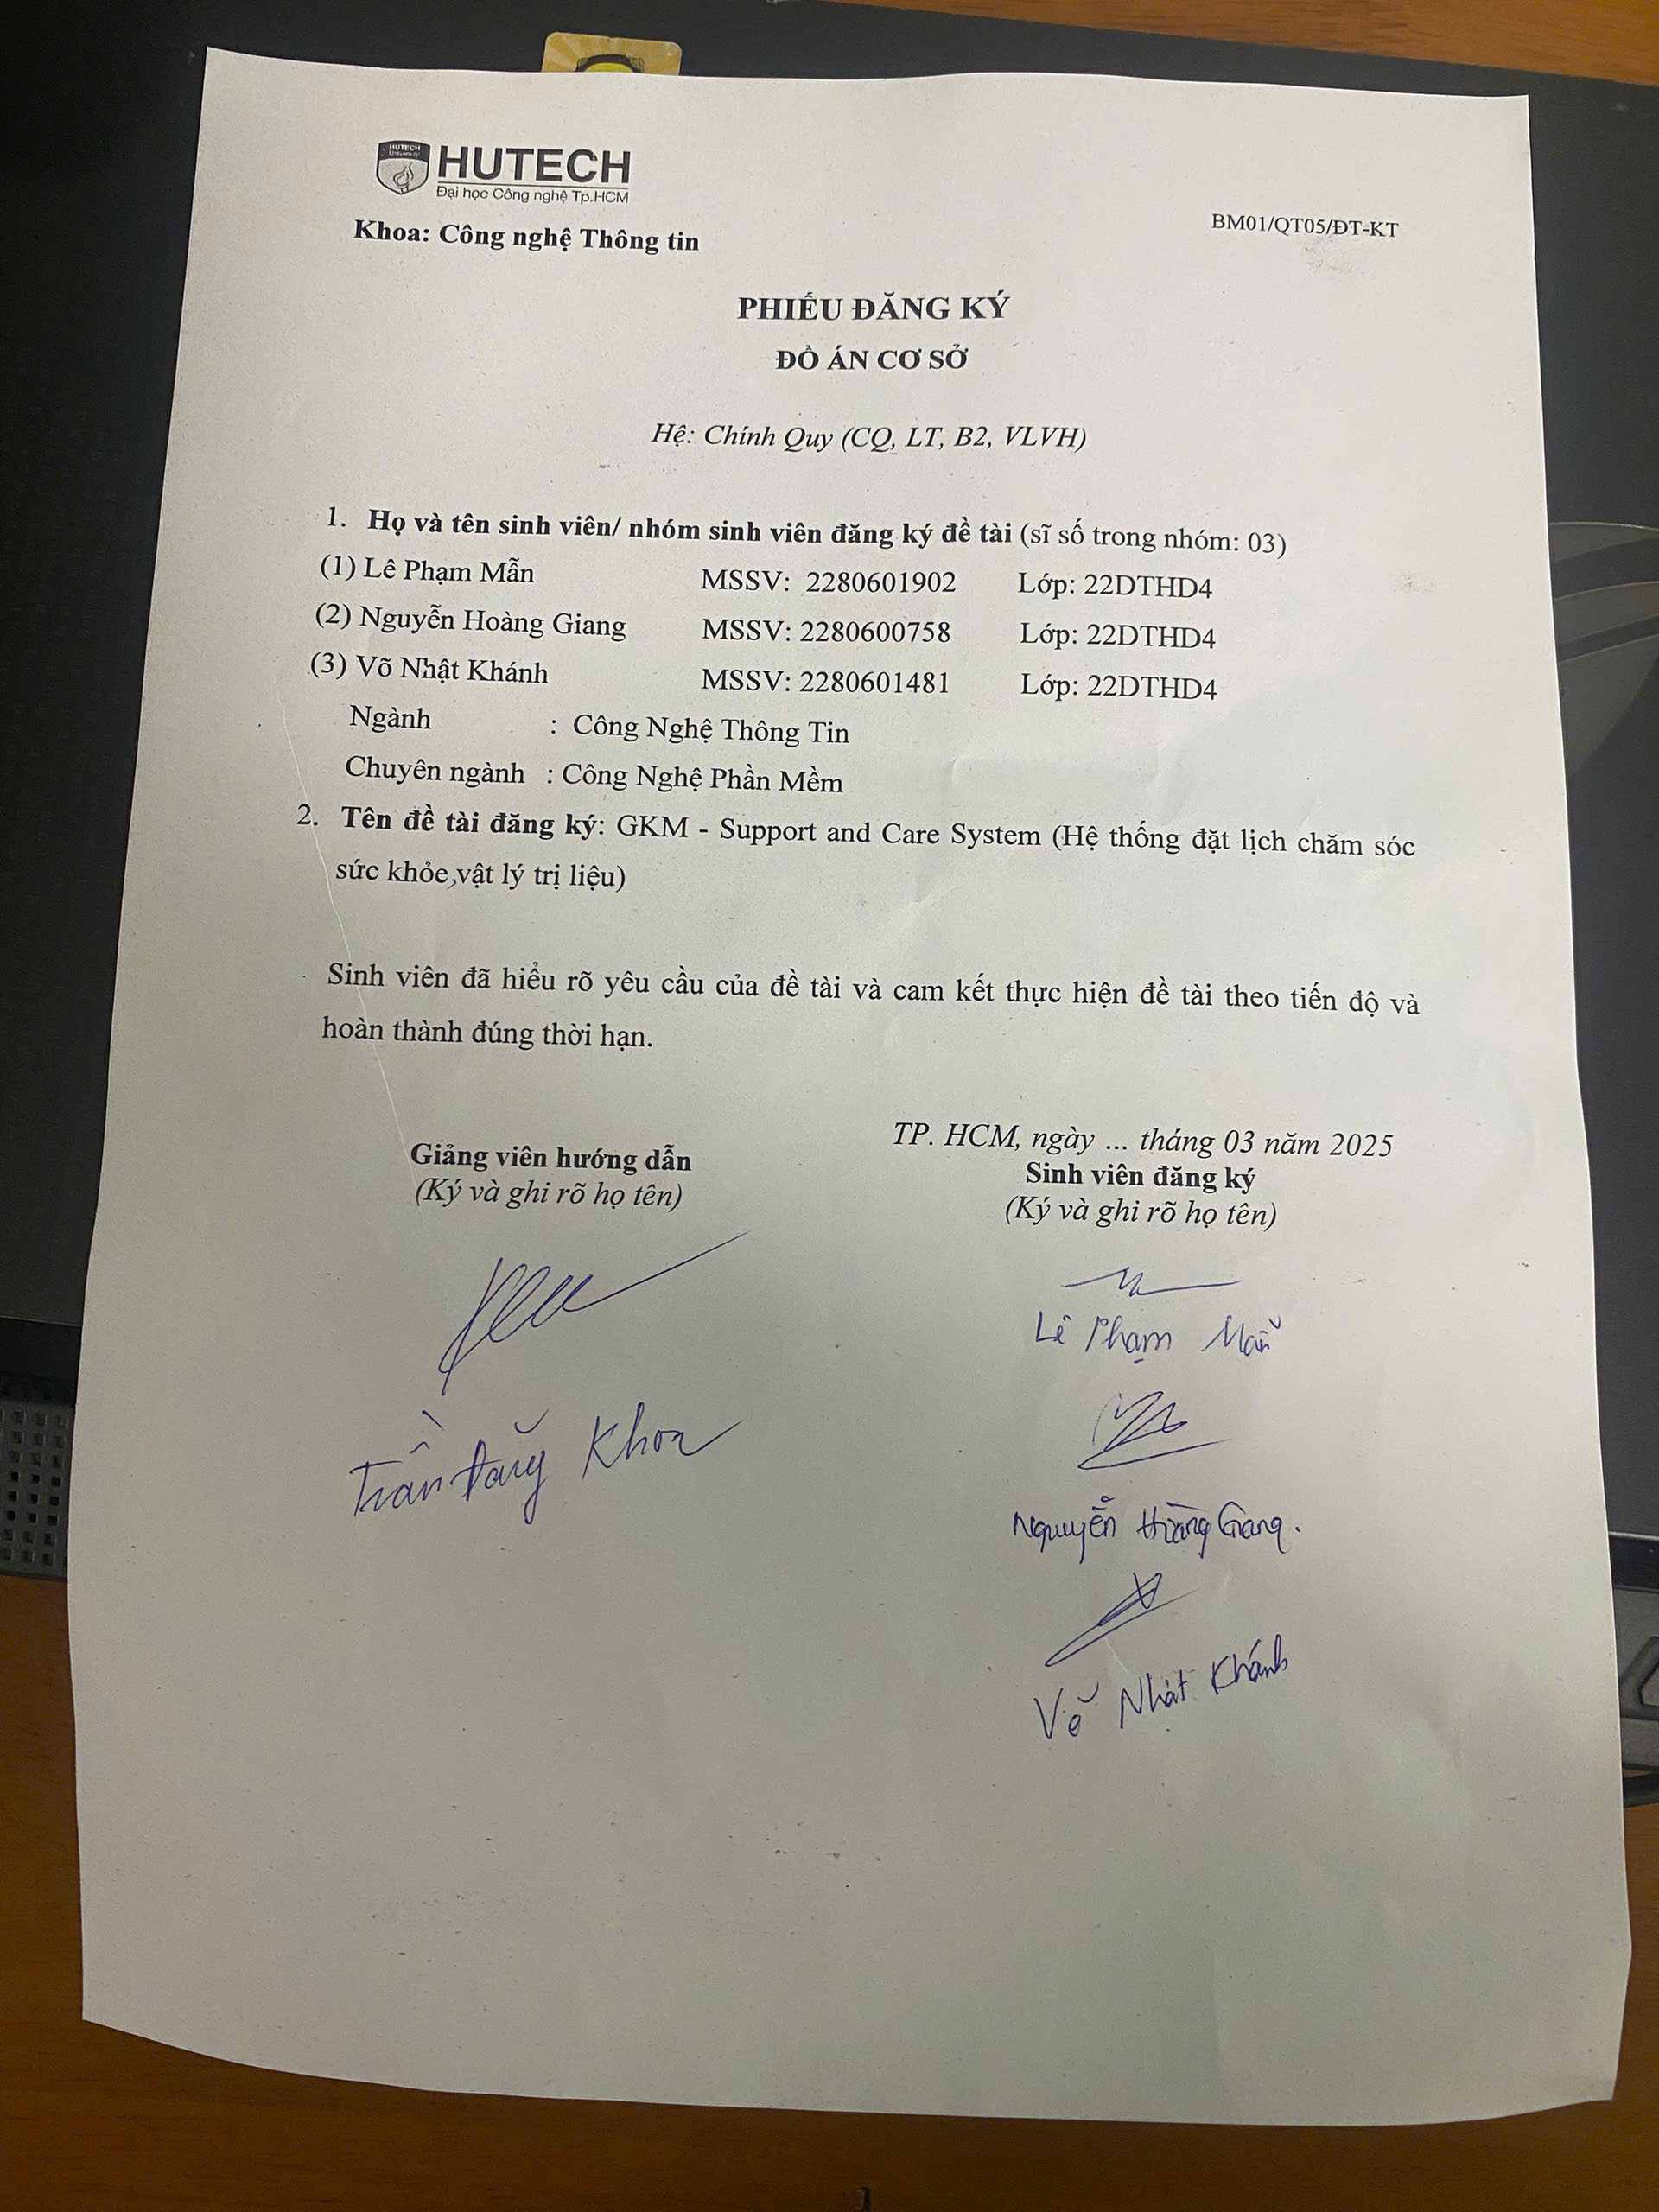 HUTECH
University
HUTECH
Đại học Công nghệ Tp.HCM
Khoa: Công nghệ Thông tin
BM01/QT05/ĐT-KT
PHIẾU ĐĂNG KÝ
ĐỒ ÁN CƠ SỞ
Hệ: Chính Quy (CQ, LT, B2, VLVH)
1. Họ và tên sinh viên/ nhóm sinh viên đăng ký đề tài (sĩ số trong nhóm: 03)
(1) Lê Phạm Mẫn MSSV: 2280601902 Lớp: 22DTHD4
(2) Nguyễn Hoàng Giang MSSV: 2280600758 Lớp: 22DTHD4
(3) Võ Nhật Khánh MSSV: 2280601481 Lớp: 22DTHD4
Ngành : Công Nghệ Thông Tin
Chuyên ngành : Công Nghệ Phần Mềm
2. Tên đề tài đăng ký: GKM - Support and Care System (Hệ thống đặt lịch chăm sóc
sức khỏe,vật lý trị liệu)
Sinh viên đã hiểu rõ yêu cầu của đề tài và cam kết thực hiện đề tài theo tiến độ và
hoàn thành đúng thời hạn.
TP. HCM, ngày ... tháng 03 năm 2025
Giảng viên hướng dẫn
(Ký và ghi rõ họ tên)
Trần Đăng Khoa
Sinh viên đăng ký
(Ký và ghi rõ họ tên)
Lê Phạm Mẫn
Nguyễn Hoàng Giang.
Võ Nhật Khánh